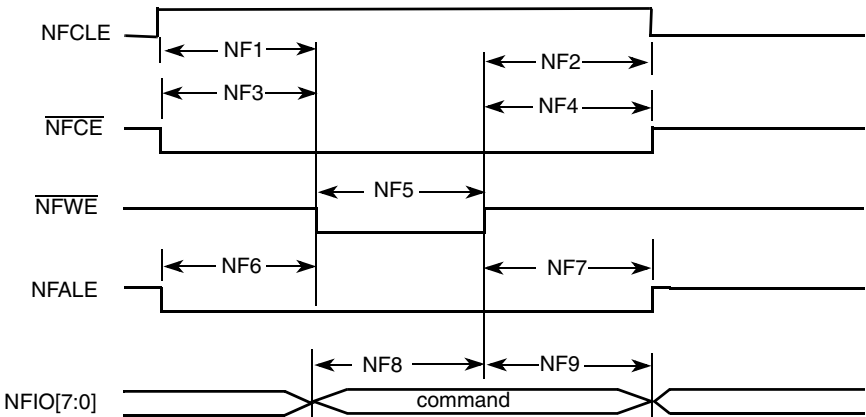 NFCLE
NF1
NF2
NF3
NF4
NFCE
NF5
NFWE
NF6
NF7
NFALE
NF8
NF9
NFIO[7:0]
command